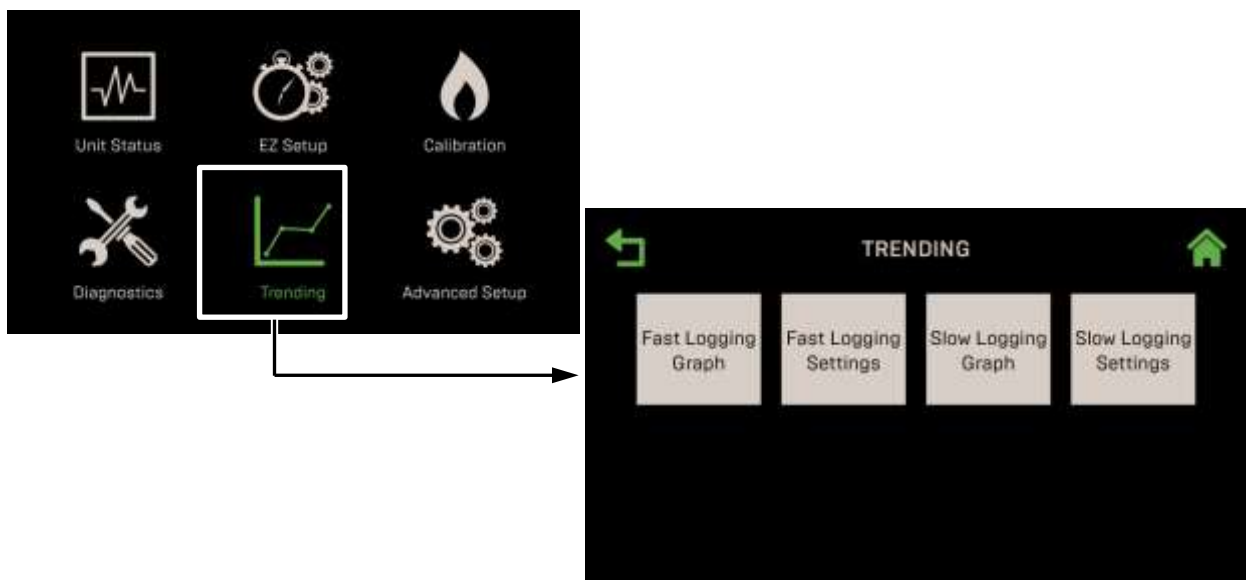 Unit Status
EZ Setup
Calibration
Diagnostics
Trending
Advanced Setup
TRENDING
Fast Logging
Graph
Fast Logging
Settings
Slow Logging
Graph
Slow Logging
Settings